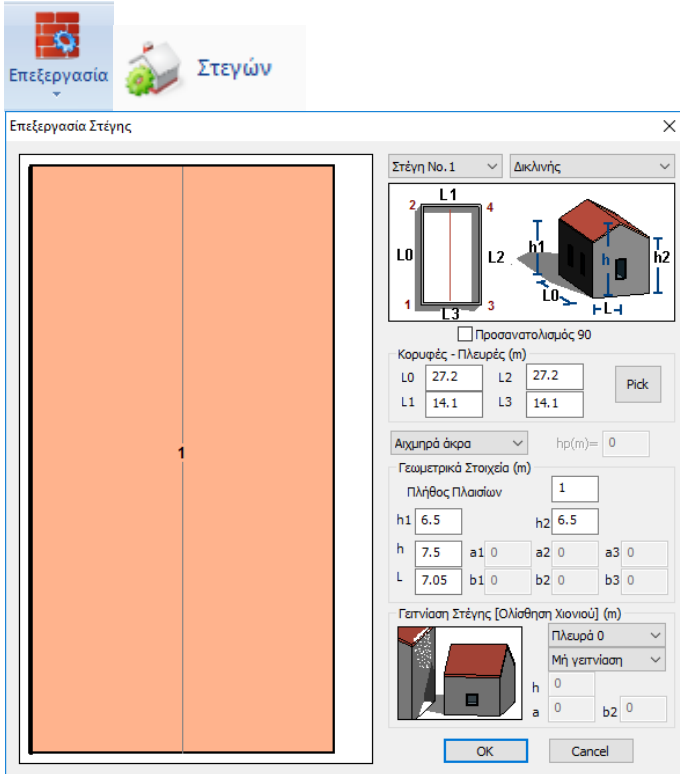 Επεξεργασία
Στεγών
Επεξεργασία Στέγης
Στέγη No.1 Δικλινής
L1
2 4
L0 L2
1 3
L3
h1 h h2
L0 L
Προσανατολισμός 90
Κορυφές - Πλευρές (m)
L0 27.2 L2 27.2
Pick
L1 14.1 L3 14.1
Αιχμηρά άκρα hp(m)= 0
Γεωμετρικά Στοιχεία (m)
Πλήθος Πλαισίων 1
h1 6.5 h2 6.5
h 7.5 a1 0 a2 0 a3 0
L 7.05 b1 0 b2 0 b3 0
Γειτνίαση Στέγης [Ολίσθηση Χιονιού] (m)
Πλευρά 0
Μή γειτνίαση
h 0
a 0 b2 0
OK Cancel
1